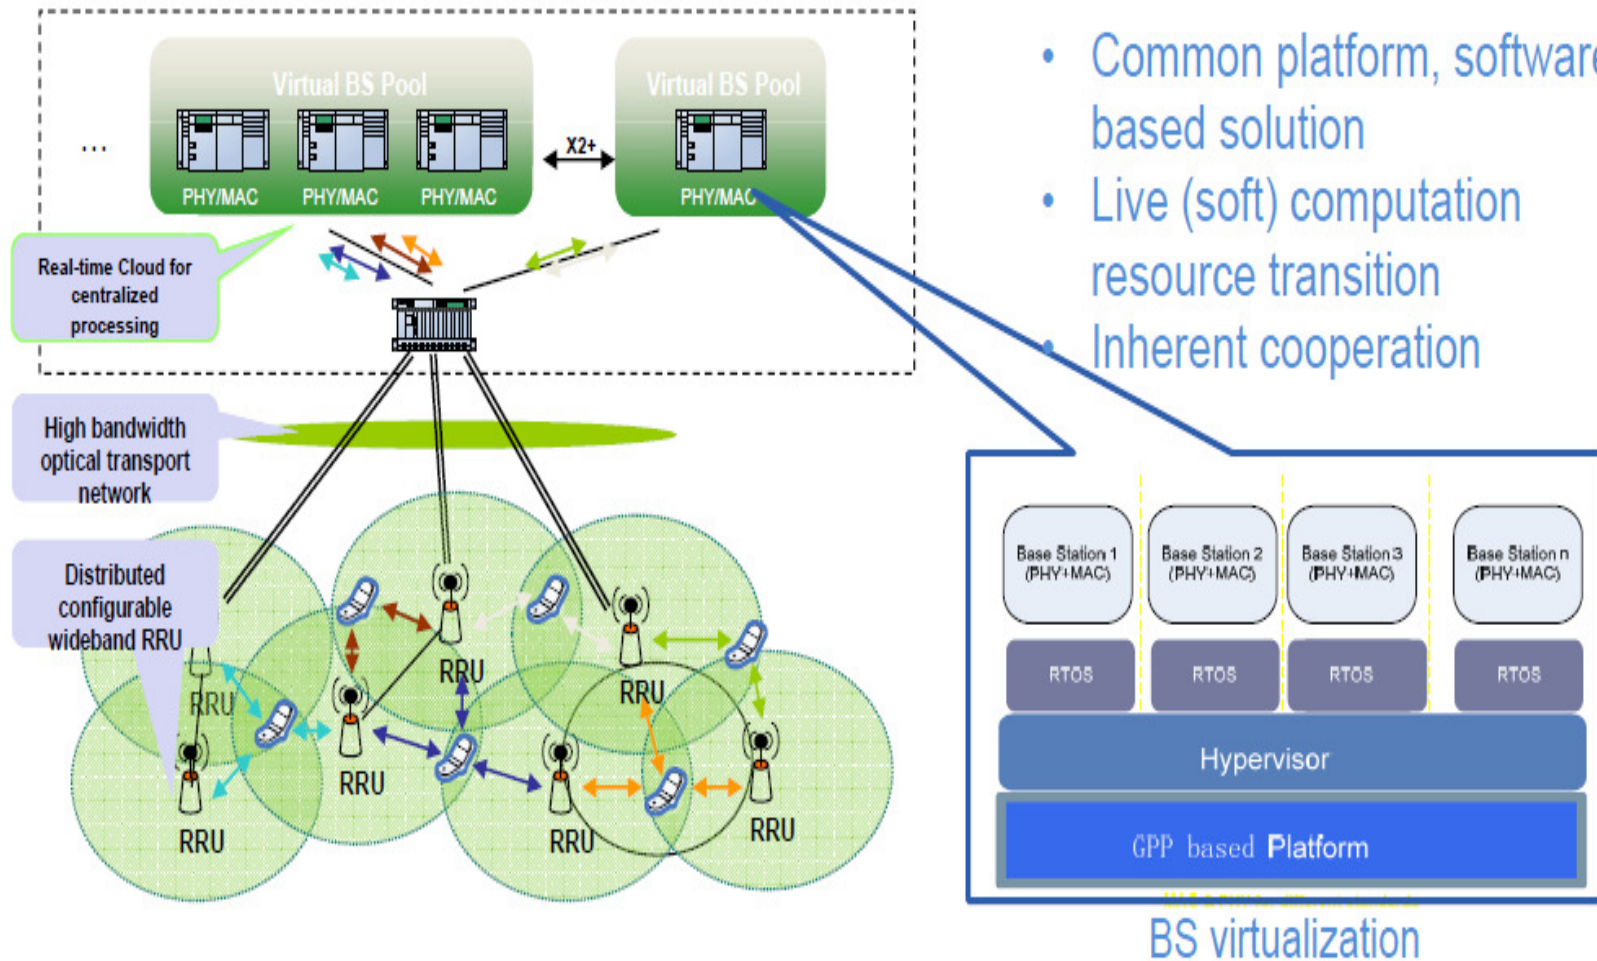 Virtual BS Pool
Virtual BS Pool
...
X2+
PHY/MAC
PHY/MAC
PHY/MAC
PHY/MAC
Real-time Cloud for
centralized
processing
High bandwidth
optical transport
network
Distributed
configurable
wideband RRU
RRU
RRU
RRU
RRU
RRU
RRU
RRU
• Common platform, software
based solution
• Live (soft) computation
resource transition
• Inherent cooperation
Base Station 1
(PHY+MAC)
Base Station 2
(PHY+MAC)
Base Station 3
(PHY+MAC)
Base Station n
(PHY+MAC)
RTOS
RTOS
RTOS
RTOS
Hypervisor
GPP based Platform
BS virtualization